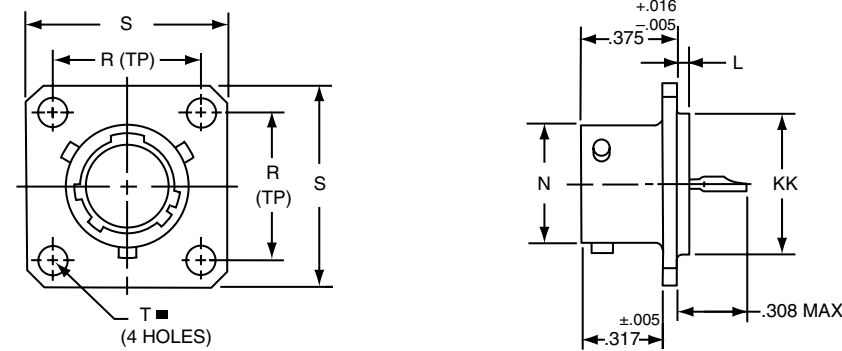 S
R (TP)
R
(TP)
S
T ■
(4 HOLES)
+.016
–.005
.375
L
N
KK
.308 MAX
±.005
.317